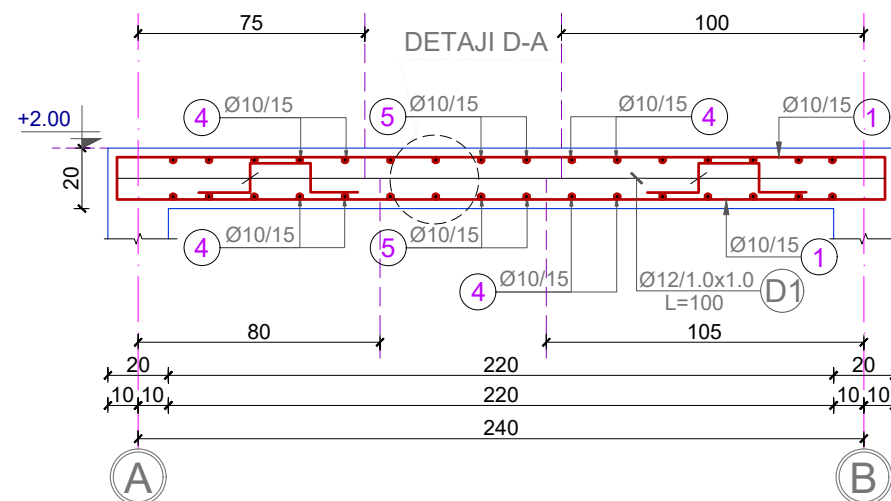 75
100
DETAJI D-A
Ø10/15 Ø10/15 Ø10/15 Ø10/15
4 5 4 1
+2.00
20
Ø10/15 Ø10/15 Ø10/15
4 5 1
Ø10/15 Ø12/1.0x1.0
4 L=100 D1
80 105
20 220 20
10 10 220 10 10
240
A B